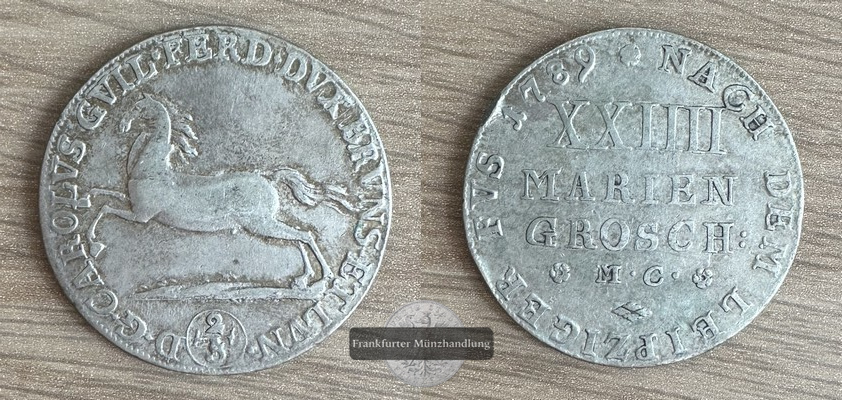 D·G·CAROLVS GVIL·FERD·DVX BRVNS·ET LVN·
2/3
NACH DEM LEIPZIGER FVS 1789
XXIIII
MARIEN
GROSCH:
M·C·
Frankfurter Münzhandlung